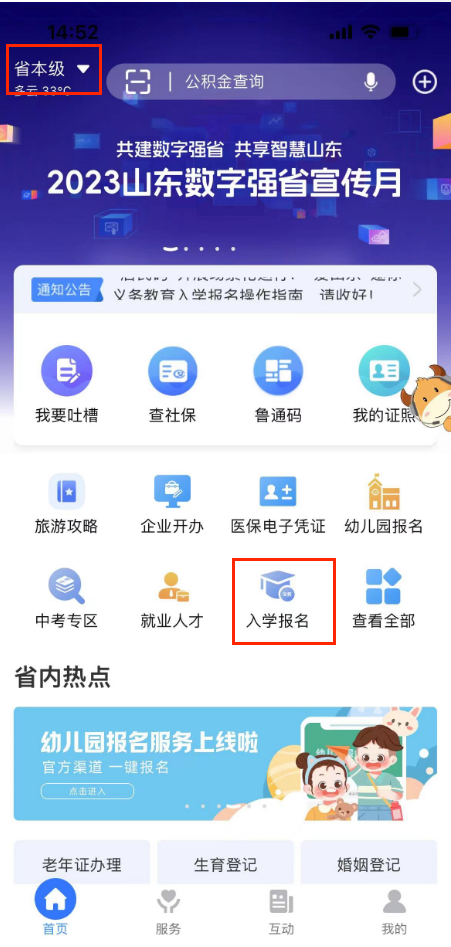 14:52
省本级
多云 33°C
公积金查询
共建数字强省 共享智慧山东
2023山东数字强省宣传月
通知公告
义务教育入学报名操作指南 请收好!
我要吐槽
查社保
鲁通码
我的证照
旅游攻略
企业开办
医保电子凭证
幼儿园报名
中考专区
就业人才
入学报名
查看全部
省内热点
幼儿园报名服务上线啦
官方渠道 一键报名
点击进入
老年证办理
生育登记
婚姻登记
首页
服务
互动
我的